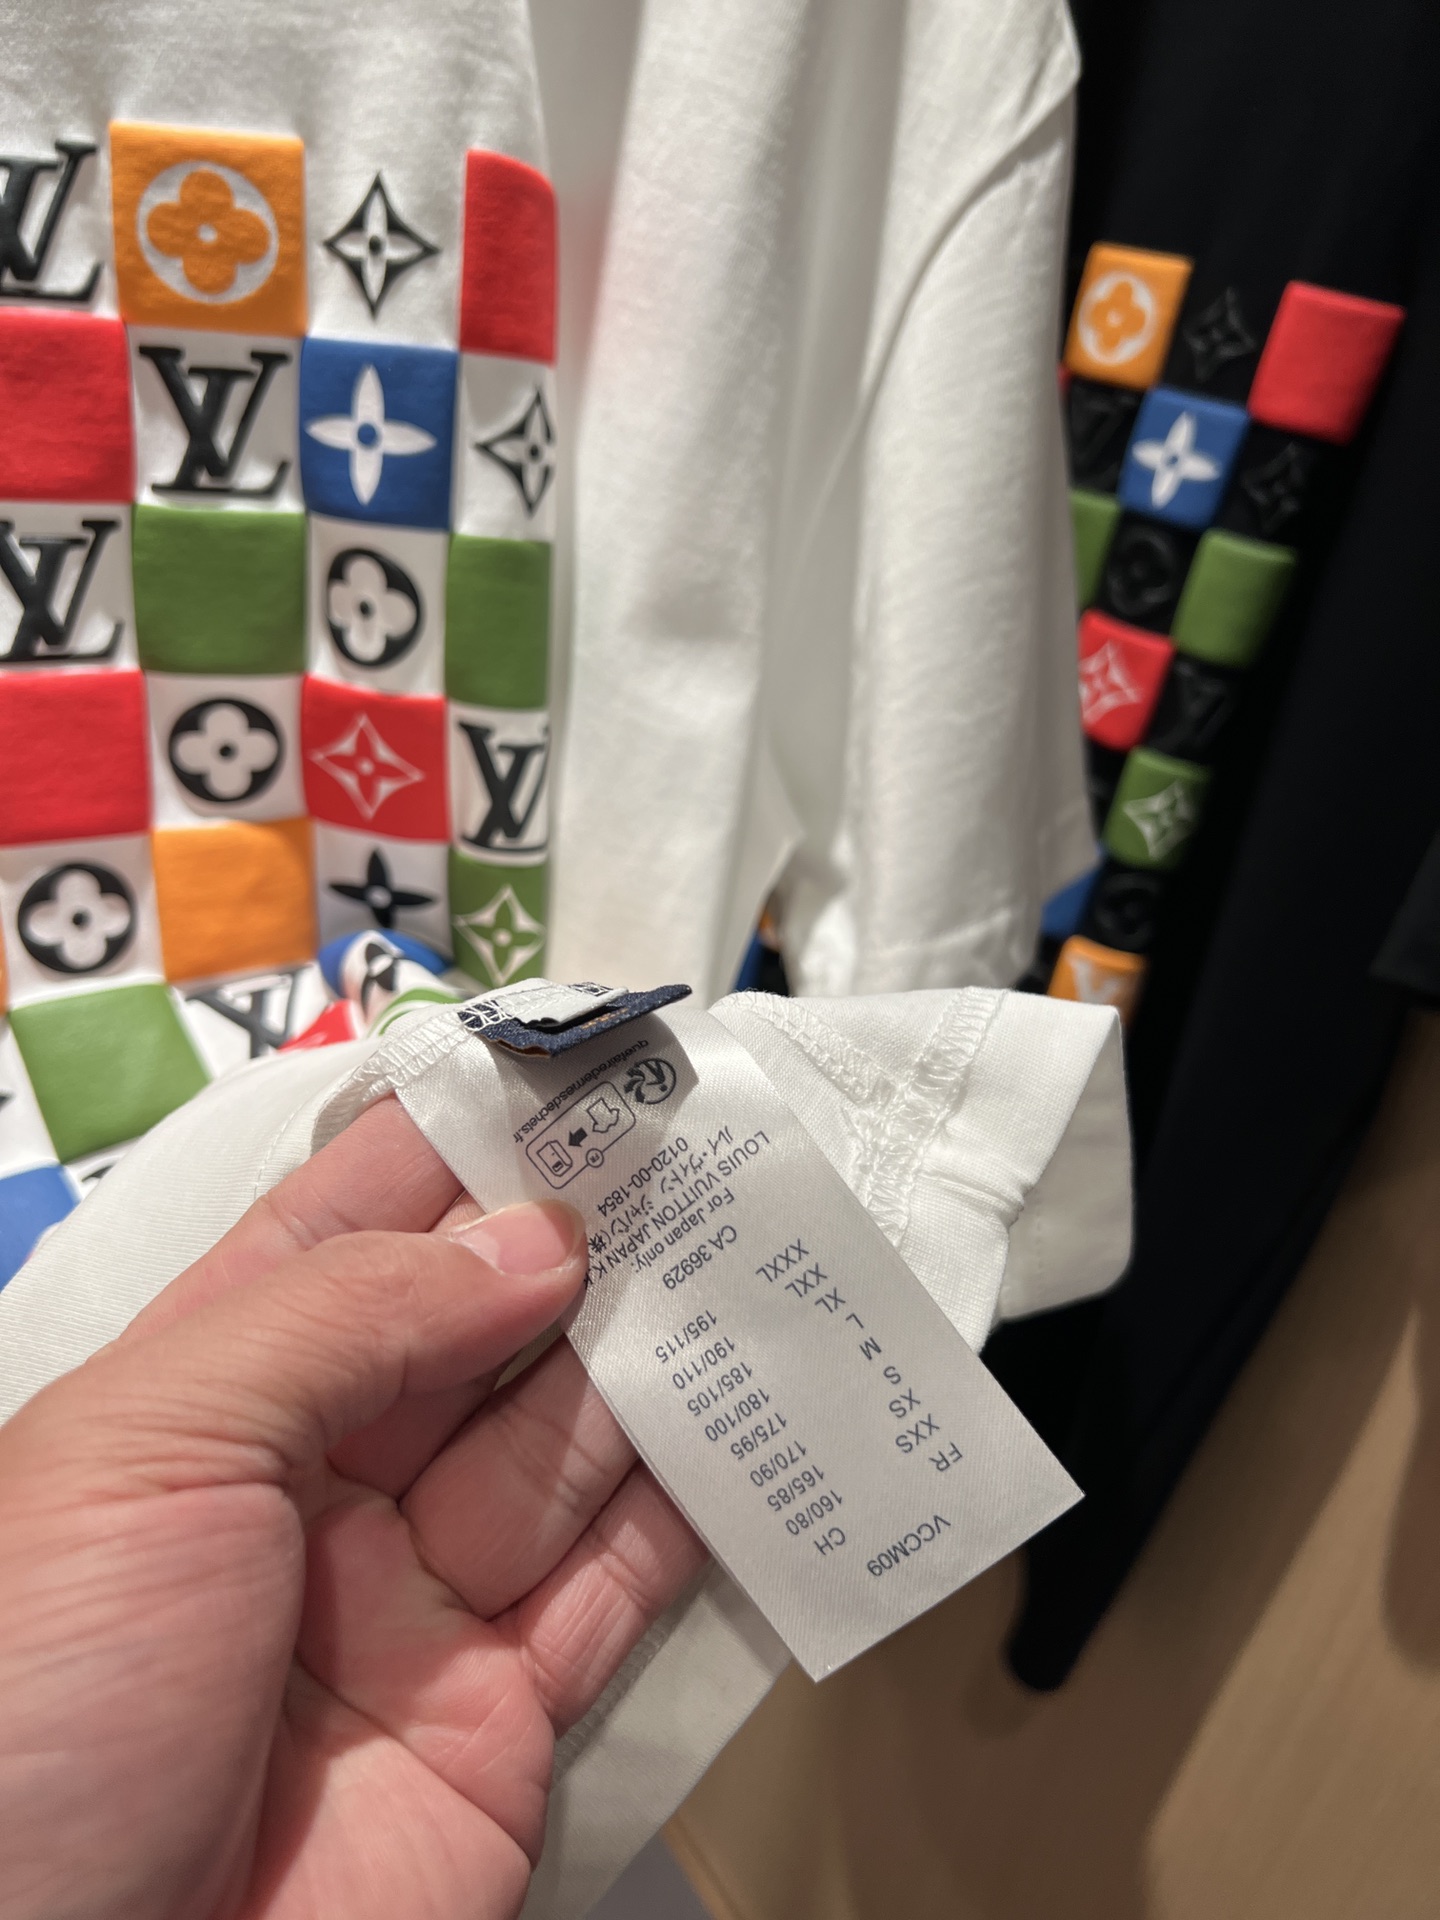 VCCM09
FR CH
XXS 160/80
XS 165/85
S 170/90
M 175/95
L 180/100
XL 185/105
XXL 190/110
XXXL 195/115
CA 36929
For Japan only:
LOUIS VUITTON JAPAN K.K
ルイ・ヴィトン ジャパン(株
0120-00-1854
FR
quefairedemesdechets.fr
LV
LV
LV
LV
LV